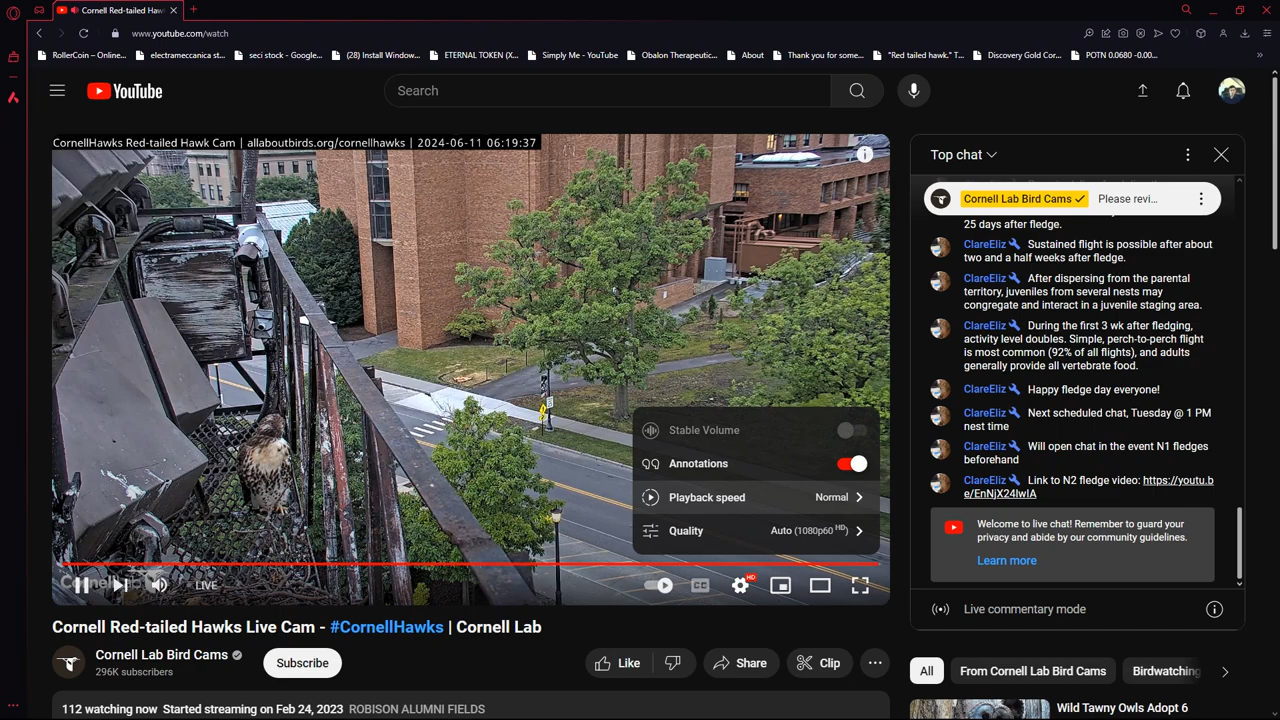 Cornell Red-tailed Haw
www.youtube.com/watch
RollerCoin – Online...
electrameccanica st...
seci stock - Google...
(28) Install Window...
ETERNAL TOKEN (X...
Simply Me - YouTube
Obalon Therapeutic...
About
Thank you for some...
"Red tailed hawk." T...
Discovery Gold Cor...
POTN 0.0680 -0.00...
YouTube
Search
CornellHawks Red-tailed Hawk Cam | allaboutbirds.org/cornellhawks | 2024-06-11 06:19:37
Stable Volume
Annotations
Playback speed Normal
Quality Auto (1080p60 HD)
LIVE
CC
HD
Cornell Red-tailed Hawks Live Cam - #CornellHawks | Cornell Lab
Cornell Lab Bird Cams
296K subscribers
Subscribe
Like
Share
Clip
112 watching now Started streaming on Feb 24, 2023 ROBISON ALUMNI FIELDS
Top chat
Cornell Lab Bird Cams Please revi...
25 days after fledge.
ClareEliz Sustained flight is possible after about
two and a half weeks after fledge.
ClareEliz After dispersing from the parental
territory, juveniles from several nests may
congregate and interact in a juvenile staging area.
ClareEliz During the first 3 wk after fledging,
activity level doubles. Simple, perch-to-perch flight
is most common (92% of all flights), and adults
generally provide all vertebrate food.
ClareEliz Happy fledge day everyone!
ClareEliz Next scheduled chat, Tuesday @ 1 PM
nest time
ClareEliz Will open chat in the event N1 fledges
beforehand
ClareEliz Link to N2 fledge video: https://youtu.b
e/EnNjX24IwIA
Welcome to live chat! Remember to guard your
privacy and abide by our community guidelines.
Learn more
Live commentary mode
All
From Cornell Lab Bird Cams
Birdwatching
Wild Tawny Owls Adopt 6